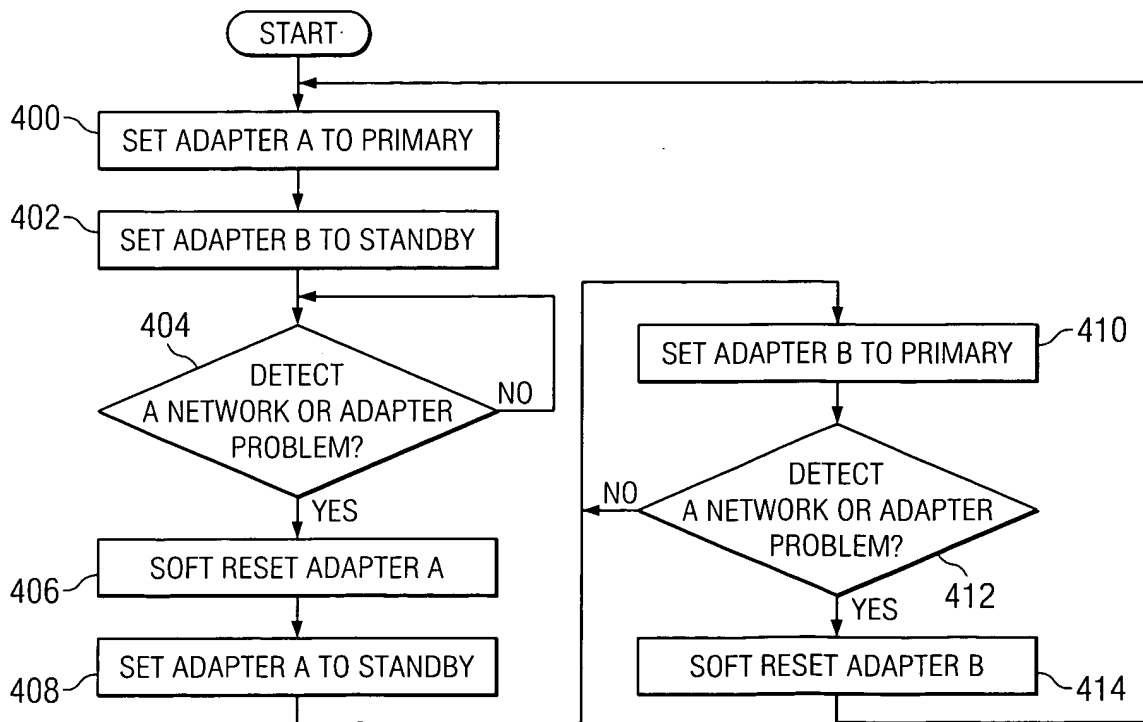 START
400
SET ADAPTER A TO PRIMARY
402
SET ADAPTER B TO STANDBY
404
DETECT
A NETWORK OR ADAPTER
PROBLEM?
NO
YES
406
SOFT RESET ADAPTER A
408
SET ADAPTER A TO STANDBY
410
SET ADAPTER B TO PRIMARY
DETECT
A NETWORK OR ADAPTER
PROBLEM?
NO
412
YES
SOFT RESET ADAPTER B
414